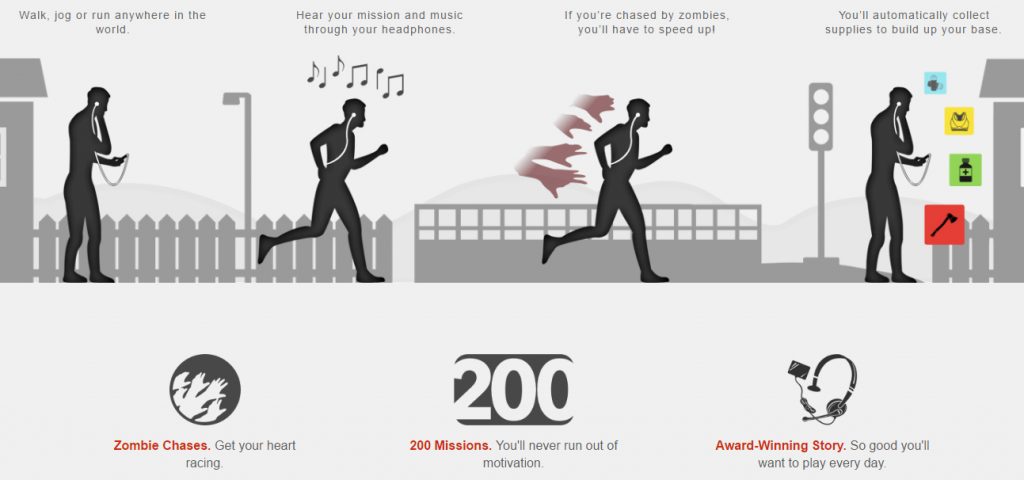 Walk, jog or run anywhere in the
world.
Hear your mission and music
through your headphones.
If you're chased by zombies,
you'll have to speed up!
You'll automatically collect
supplies to build up your base.
200
Zombie Chases. Get your heart
racing.
200 Missions. You'll never run out of
motivation.
Award-Winning Story. So good you'll
want to play every day.